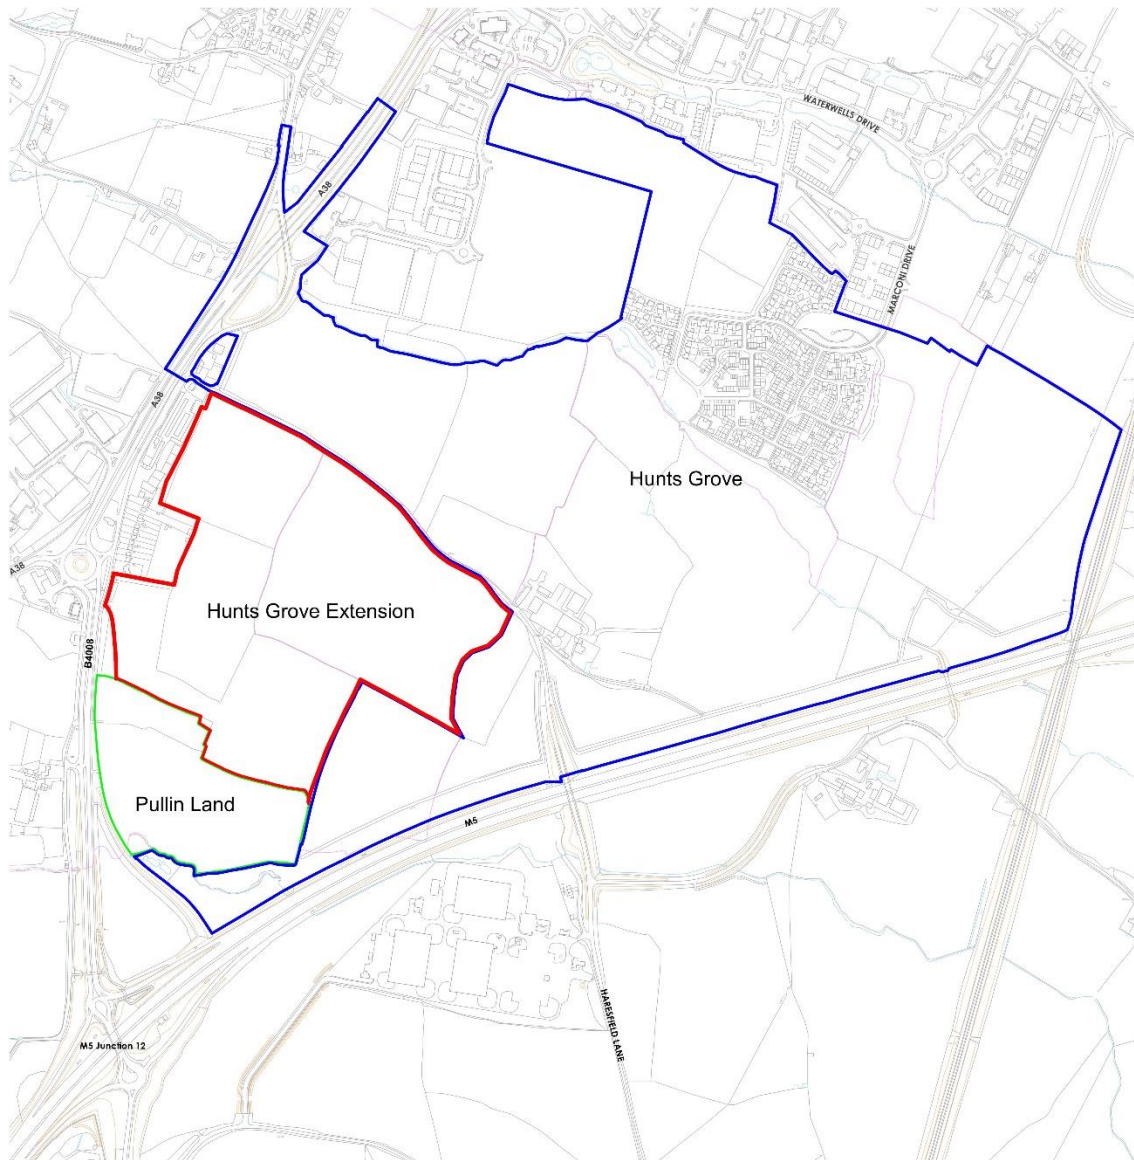 WATERWELLS DRIVE
A38
MARCONI DRIVE
A38
Hunts Grove
A38
Hunts Grove Extension
B4008
Pullin Land
M5
HARESFIELD LANE
M5 Junction 12